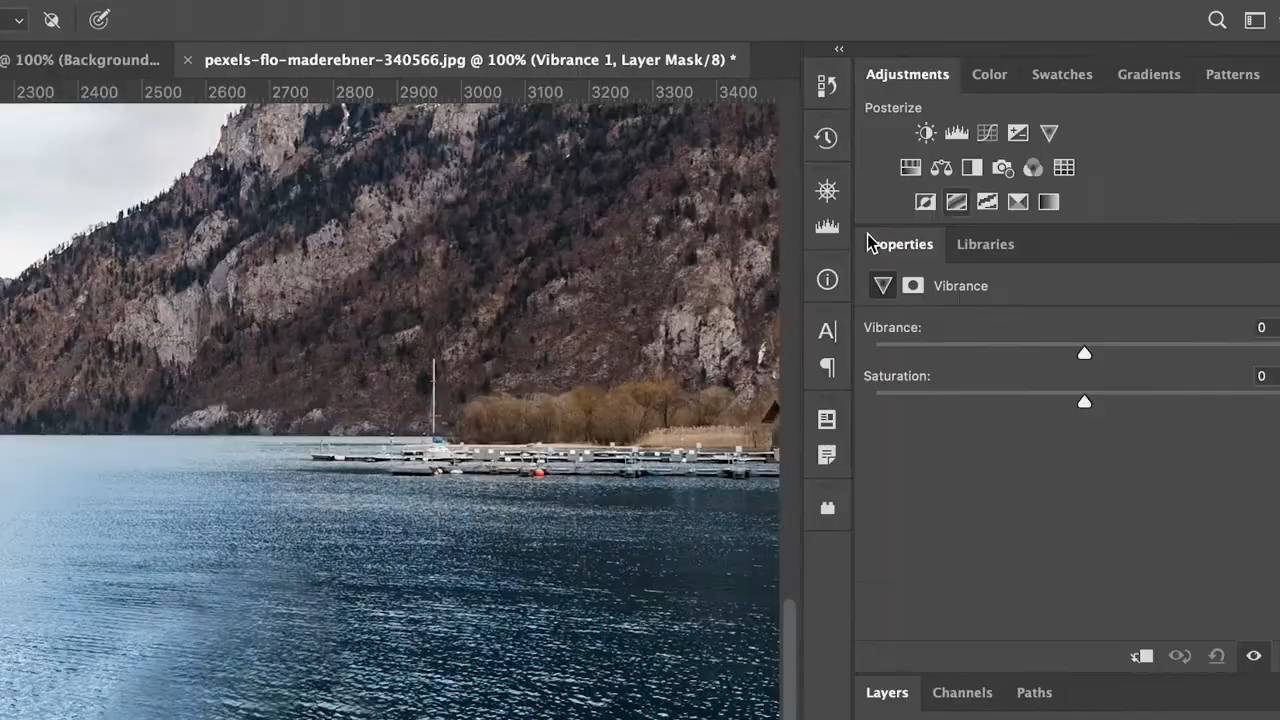 @ 100% (Background...
× pexels-flo-maderebner-340566.jpg @ 100% (Vibrance 1, Layer Mask/8) *
2300 2400 2500 2600 2700 2800 2900 3000 3100 3200 3300 3400
Adjustments Color Swatches Gradients Patterns
Posterize
Properties Libraries
Vibrance
Vibrance: 0
Saturation: 0
Layers Channels Paths